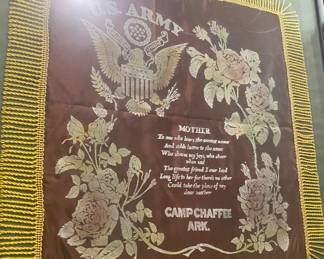 U.S. ARMY
MOTHER
To one who bears the sweetest name
And adds luster to the same
Who shares my joys, who cheers
when sad
The greatest friend I ever had
Long life to her for there's no other
Could take the place of my
dear mother
CAMP CHAFFEE
ARK.